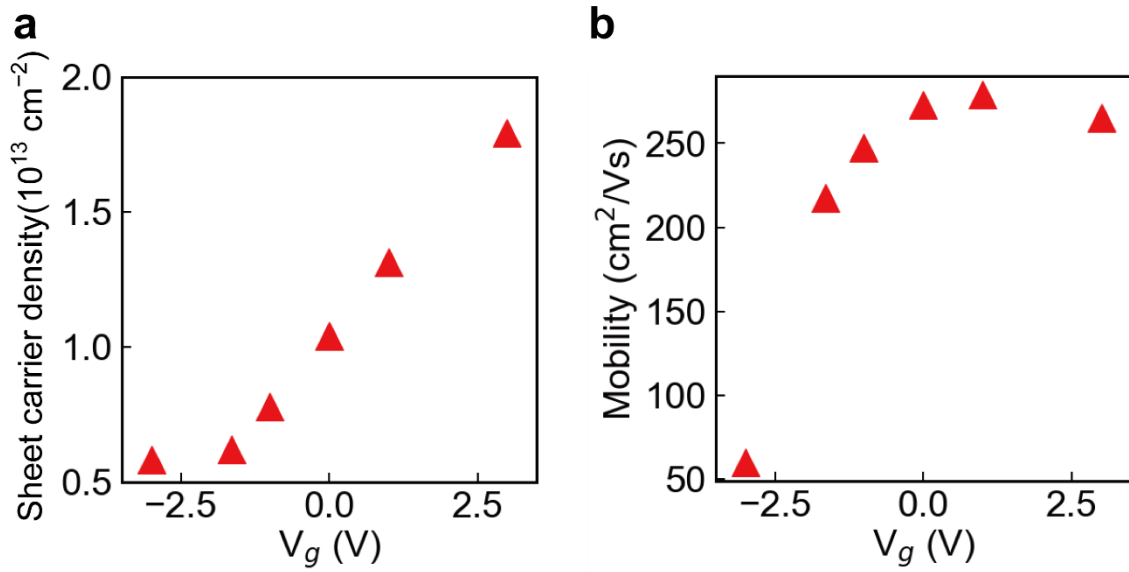 a
Sheet carrier density(10¹³ cm⁻²)
2.0
1.5
1.0
0.5
−2.5 0.0 2.5
V_g (V)
b
Mobility (cm²/Vs)
250
200
150
100
50
−2.5 0.0 2.5
V_g (V)